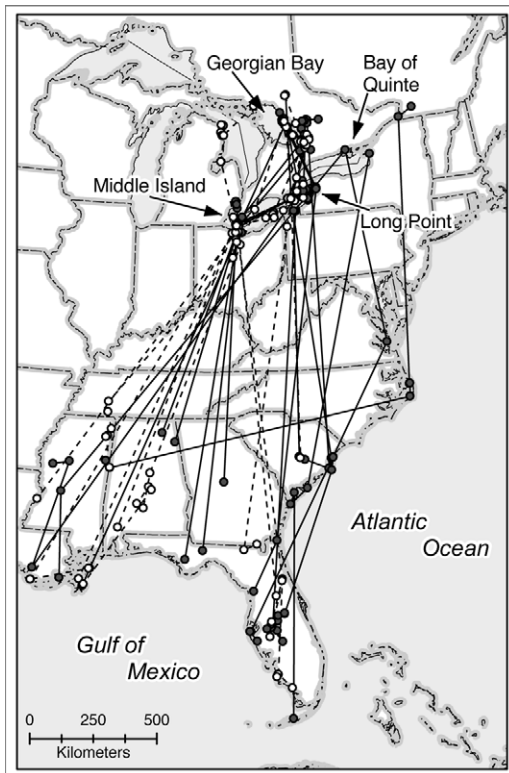 Georgian Bay
Bay of
Quinte
Middle Island
Long Point
Atlantic
Ocean
Gulf of
Mexico
0 250 500
Kilometers